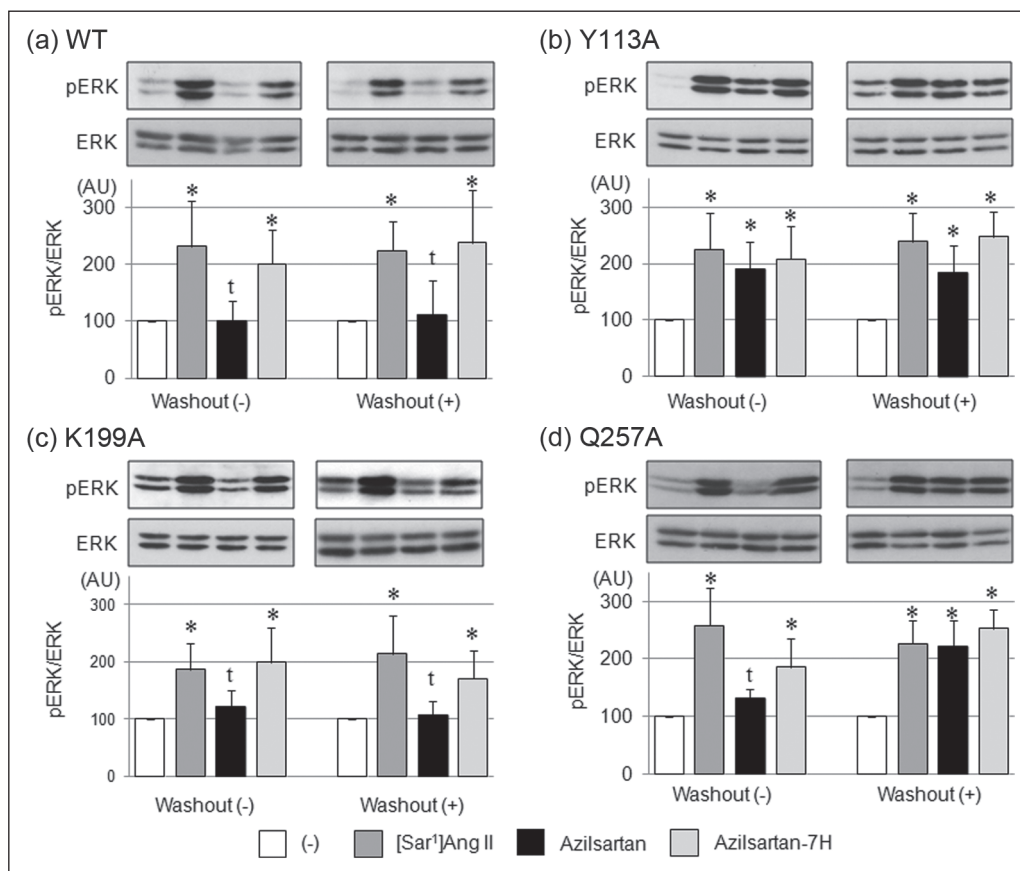 (a) WT
pERK
ERK
(AU)
300
200
100
0
pERK/ERK
* t * * t *
Washout (-) Washout (+)
(b) Y113A
pERK
ERK
(AU)
300
200
100
0
pERK/ERK
* * * * * *
Washout (-) Washout (+)
(c) K199A
pERK
ERK
(AU)
300
200
100
0
pERK/ERK
* t * * t *
Washout (-) Washout (+)
(d) Q257A
pERK
ERK
(AU)
300
200
100
0
pERK/ERK
* t * * * *
Washout (-) Washout (+)
(-) [Sar¹]Ang II Azilsartan Azilsartan-7H